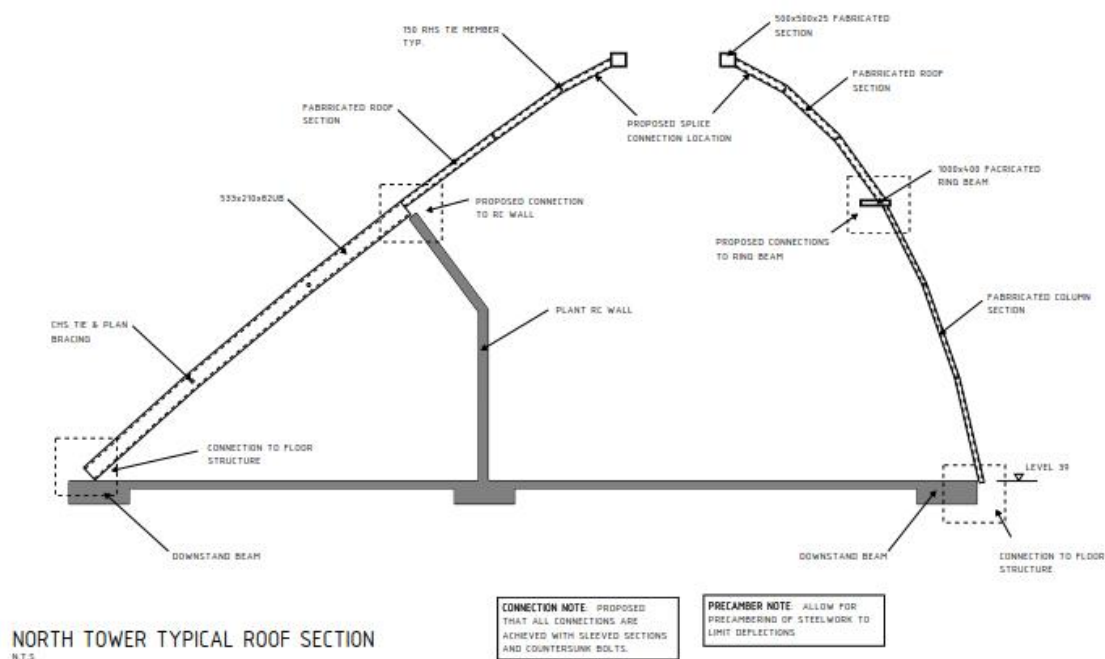 150 RHS TIE MEMBER
TYP.
500x500x25 FABRICATED
SECTION
FABRRICATED ROOF
SECTION
FABRRICATED ROOF
SECTION
PROPOSED SPLICE
CONNECTION LOCATION
1000x400 FACRICATED
RING BEAM
533x210x82UB
PROPOSED CONNECTION
TO RC WALL
PROPOSED CONNECTIONS
TO RING BEAM
CHS TIE & PLAN
BRACING
PLANT RC WALL
FABRRICATED COLUMN
SECTION
CONNECTION TO FLOOR
STRUCTURE
LEVEL 39
DOWNSTAND BEAM
DOWNSTAND BEAM
CONNECTION TO FLOOR
STRUCTURE
CONNECTION NOTE: PROPOSED
THAT ALL CONNECTIONS ARE
ACHIEVED WITH SLEEVED SECTIONS
AND COUNTERSUNK BOLTS.
PRECAMBER NOTE: ALLOW FOR
PRECAMBERING OF STEELWORK TO
LIMIT DEFLECTIONS
NORTH TOWER TYPICAL ROOF SECTION
N.T.S